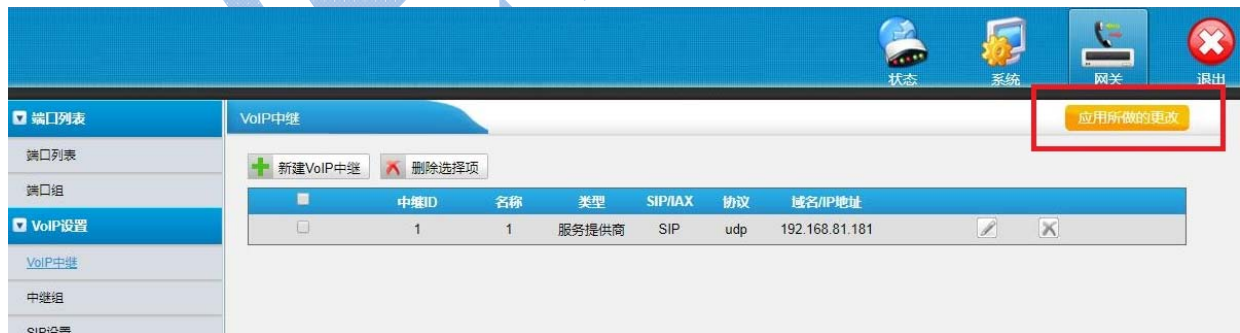 状态 系统 网关 退出
端口列表
VoIP中继
应用所做的更改
端口列表
新建VoIP中继 删除选择项
端口组
中继ID 名称 类型 SIP/IAX 协议 域名/IP地址
VoIP设置
1 1 服务提供商 SIP udp 192.168.81.181
VoIP中继
中继组
SIP设置